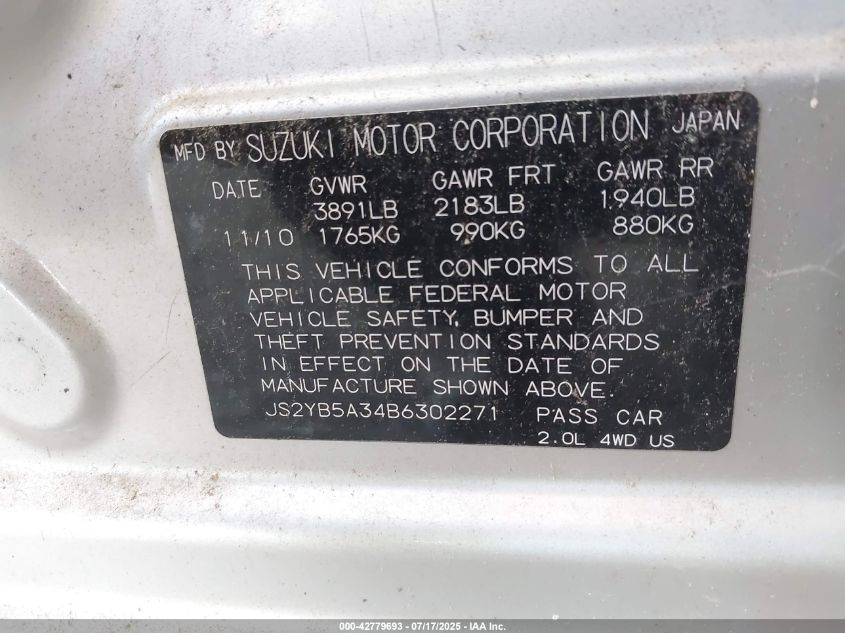 MFD BY SUZUKI MOTOR CORPORATION JAPAN
DATE GVWR GAWR FRT GAWR RR
3891LB 2183LB 1940LB
11/10 1765KG 990KG 880KG
THIS VEHICLE CONFORMS TO ALL
APPLICABLE FEDERAL MOTOR
VEHICLE SAFETY, BUMPER AND
THEFT PREVENTION STANDARDS
IN EFFECT ON THE DATE OF
MANUFACTURE SHOWN ABOVE.
JS2YB5A34B6302271 PASS CAR
2.0L 4WD US
000-42779693 - 07/17/2025 - IAA Inc.